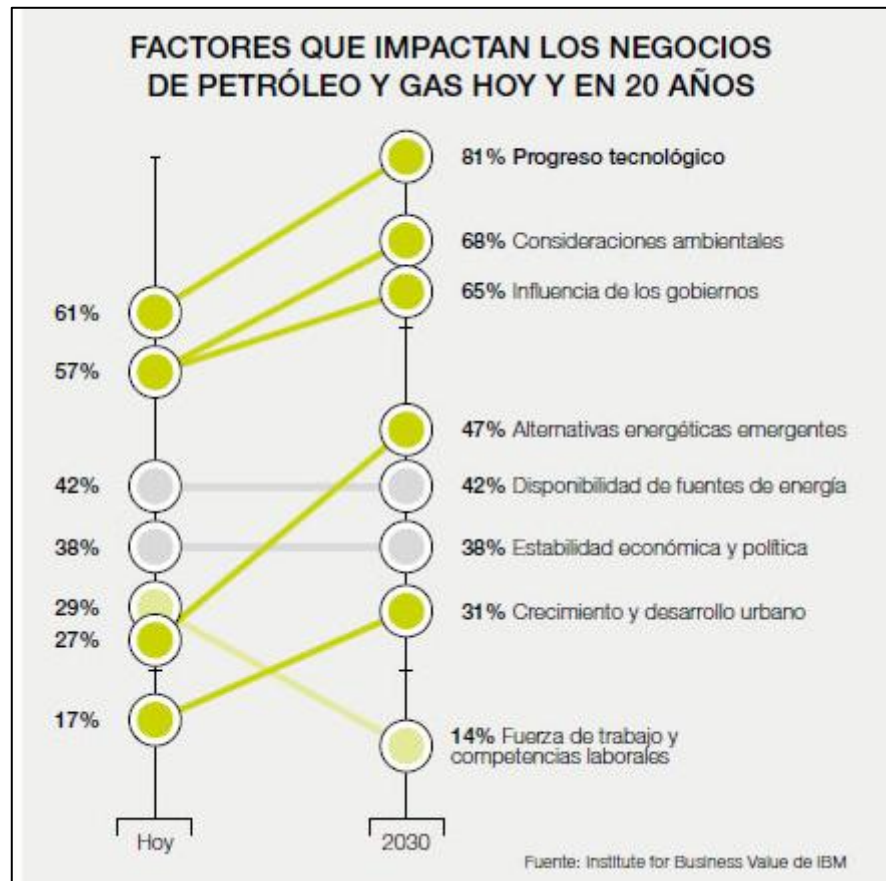 FACTORES QUE IMPACTAN LOS NEGOCIOS
DE PETRÓLEO Y GAS HOY Y EN 20 AÑOS
81% Progreso tecnológico
68% Consideraciones ambientales
61%
65% Influencia de los gobiernos
57%
47% Alternativas energéticas emergentes
42%
42% Disponibilidad de fuentes de energía
38%
38% Estabilidad económica y política
29%
31% Crecimiento y desarrollo urbano
27%
17%
14% Fuerza de trabajo y
competencias laborales
Hoy
2030
Fuente: Institute for Business Value de IBM